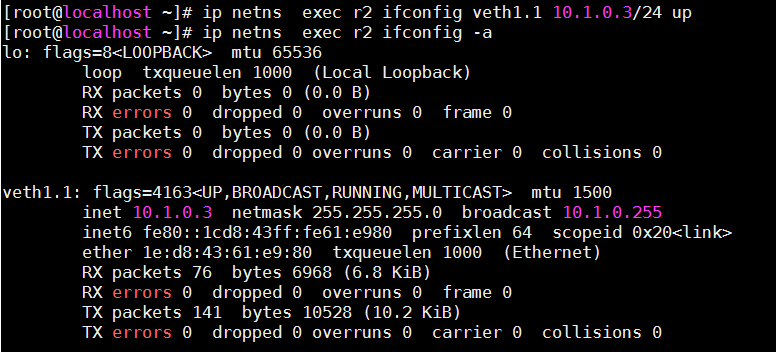 [root@localhost ~]# ip netns  exec r2 ifconfig veth1.1 10.1.0.3/24 up
[root@localhost ~]# ip netns  exec r2 ifconfig -a
lo: flags=8<LOOPBACK>  mtu 65536
        loop  txqueuelen 1000  (Local Loopback)
        RX packets 0  bytes 0 (0.0 B)
        RX errors 0  dropped 0  overruns 0  frame 0
        TX packets 0  bytes 0 (0.0 B)
        TX errors 0  dropped 0 overruns 0  carrier 0  collisions 0

veth1.1: flags=4163<UP,BROADCAST,RUNNING,MULTICAST>  mtu 1500
        inet 10.1.0.3  netmask 255.255.255.0  broadcast 10.1.0.255
        inet6 fe80::1cd8:43ff:fe61:e980  prefixlen 64  scopeid 0x20<link>
        ether 1e:d8:43:61:e9:80  txqueuelen 1000  (Ethernet)
        RX packets 76  bytes 6968 (6.8 KiB)
        RX errors 0  dropped 0  overruns 0  frame 0
        TX packets 141  bytes 10528 (10.2 KiB)
        TX errors 0  dropped 0 overruns 0  carrier 0  collisions 0